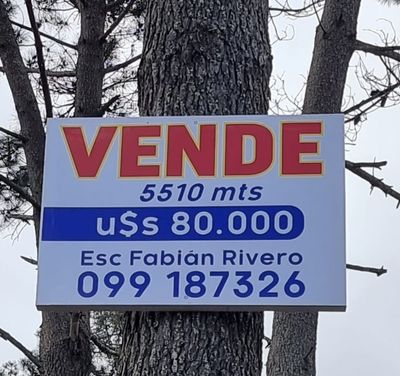 VENDE
5510 mts
u$s 80.000
Esc Fabián Rivero
099 187326